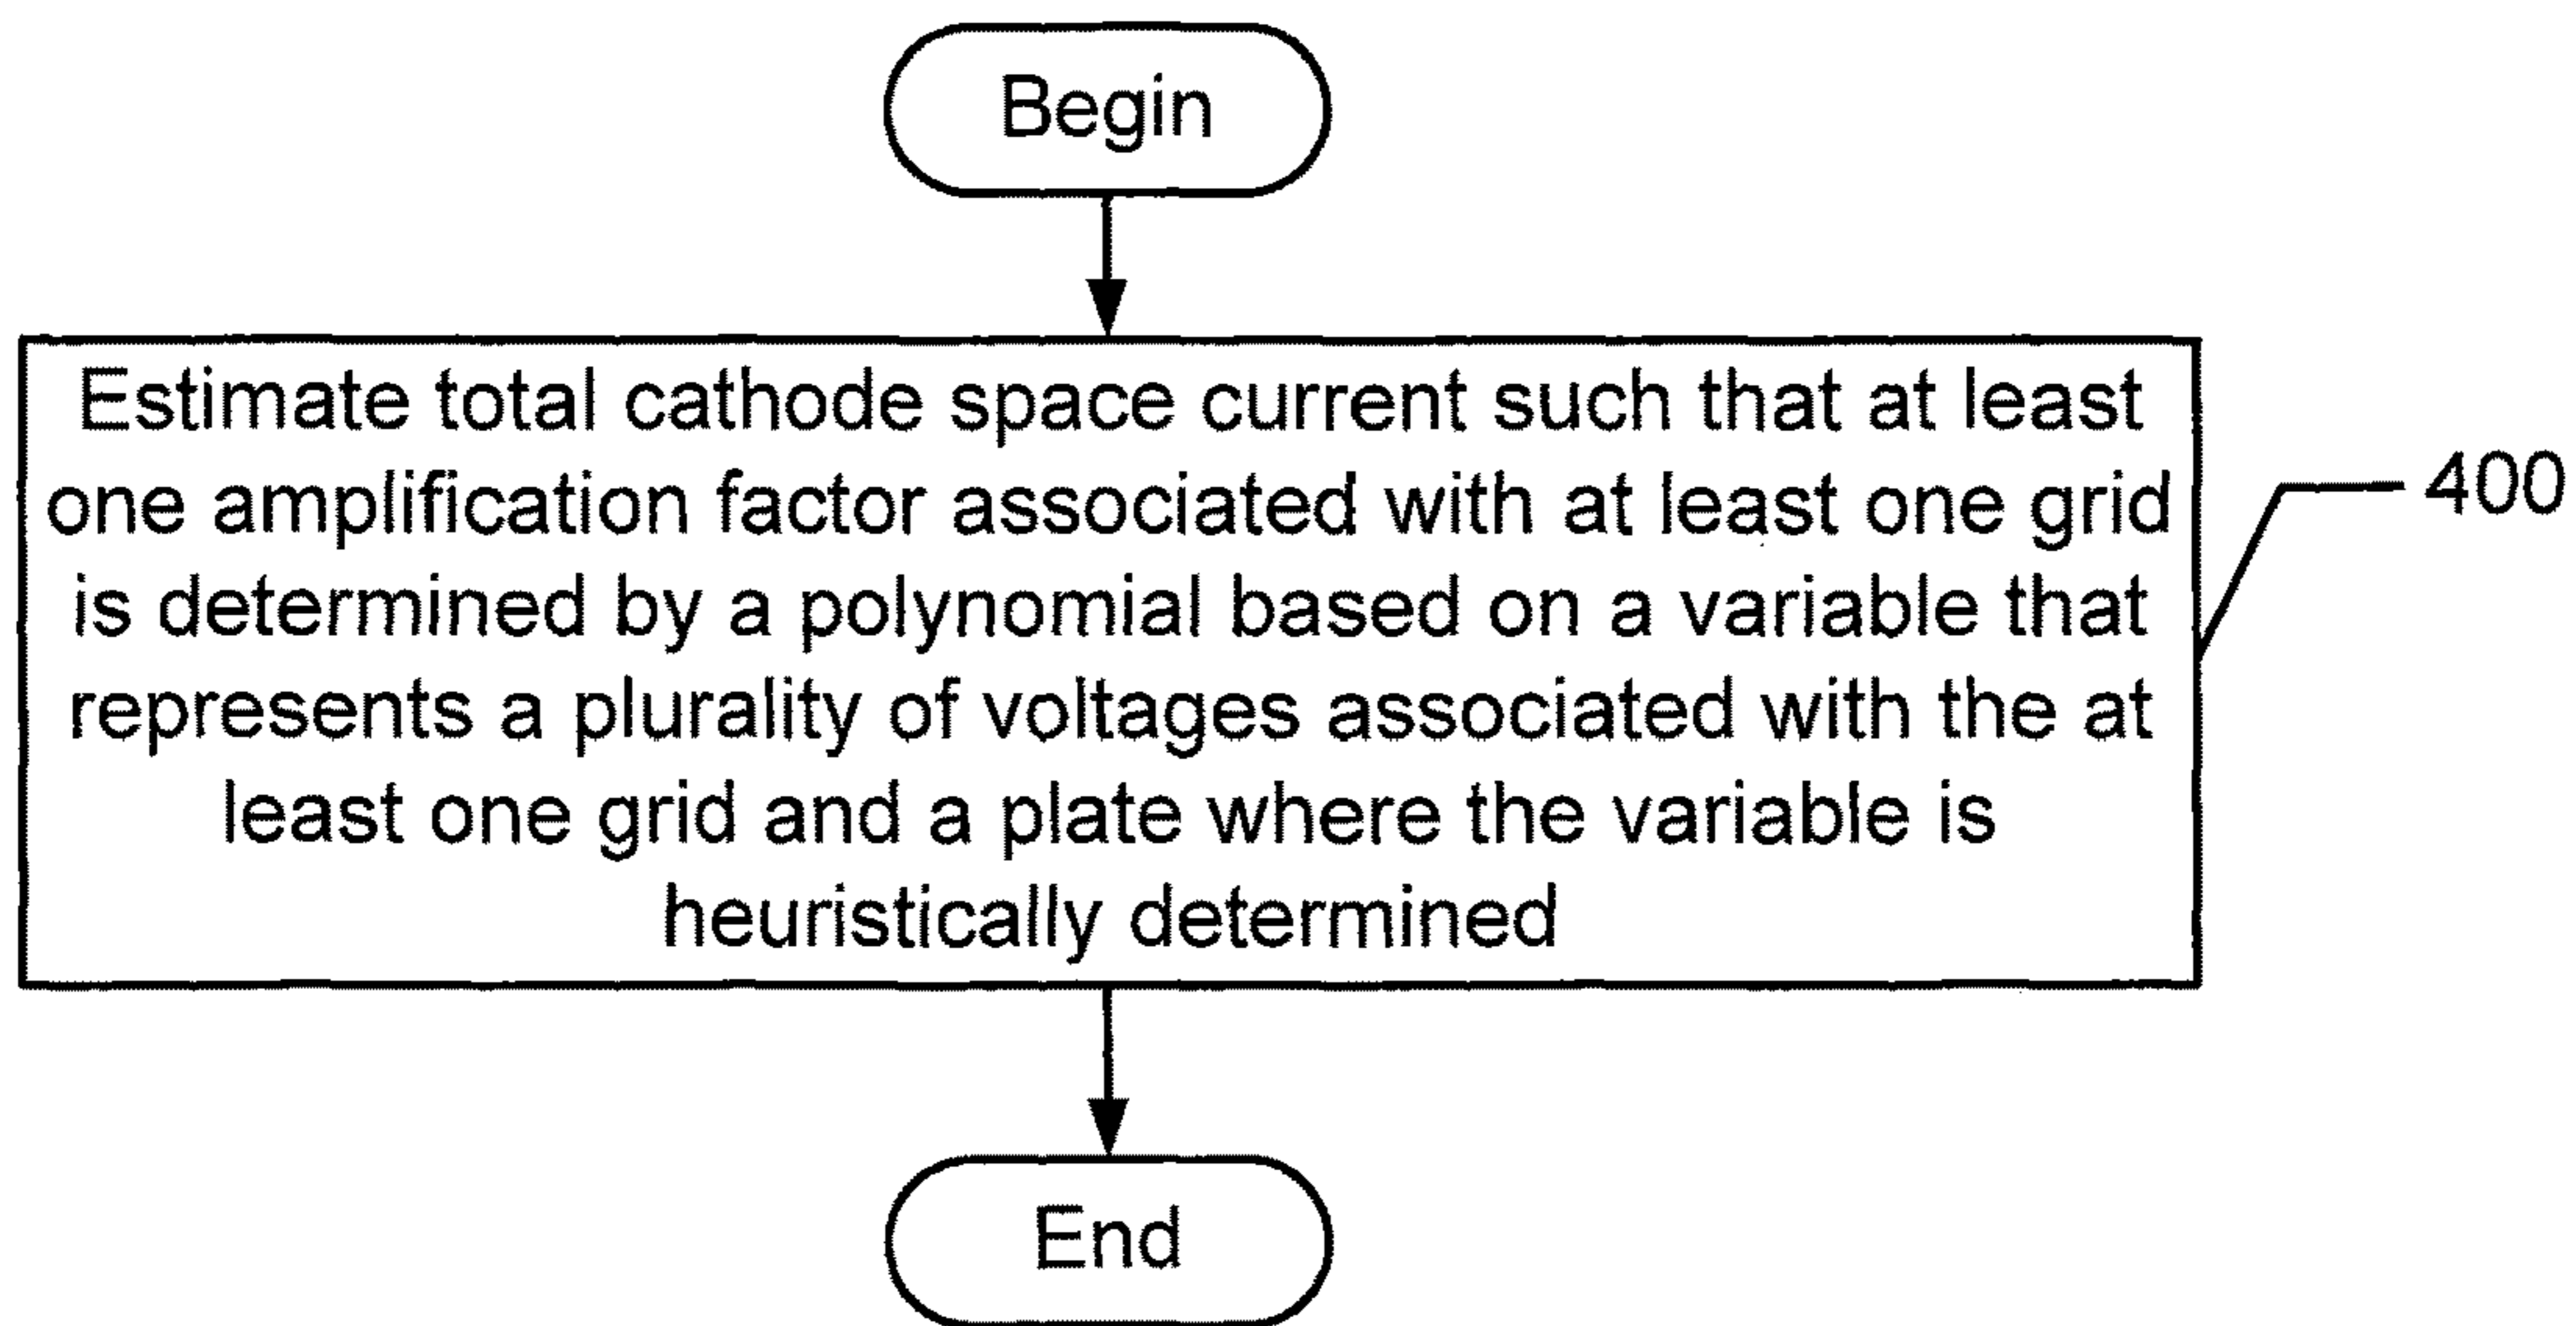 Begin
Estimate total cathode space current such that at least
one amplification factor associated with at least one grid
is determined by a polynomial based on a variable that
represents a plurality of voltages associated with the at
least one grid and a plate where the variable is
heuristically determined
400
End